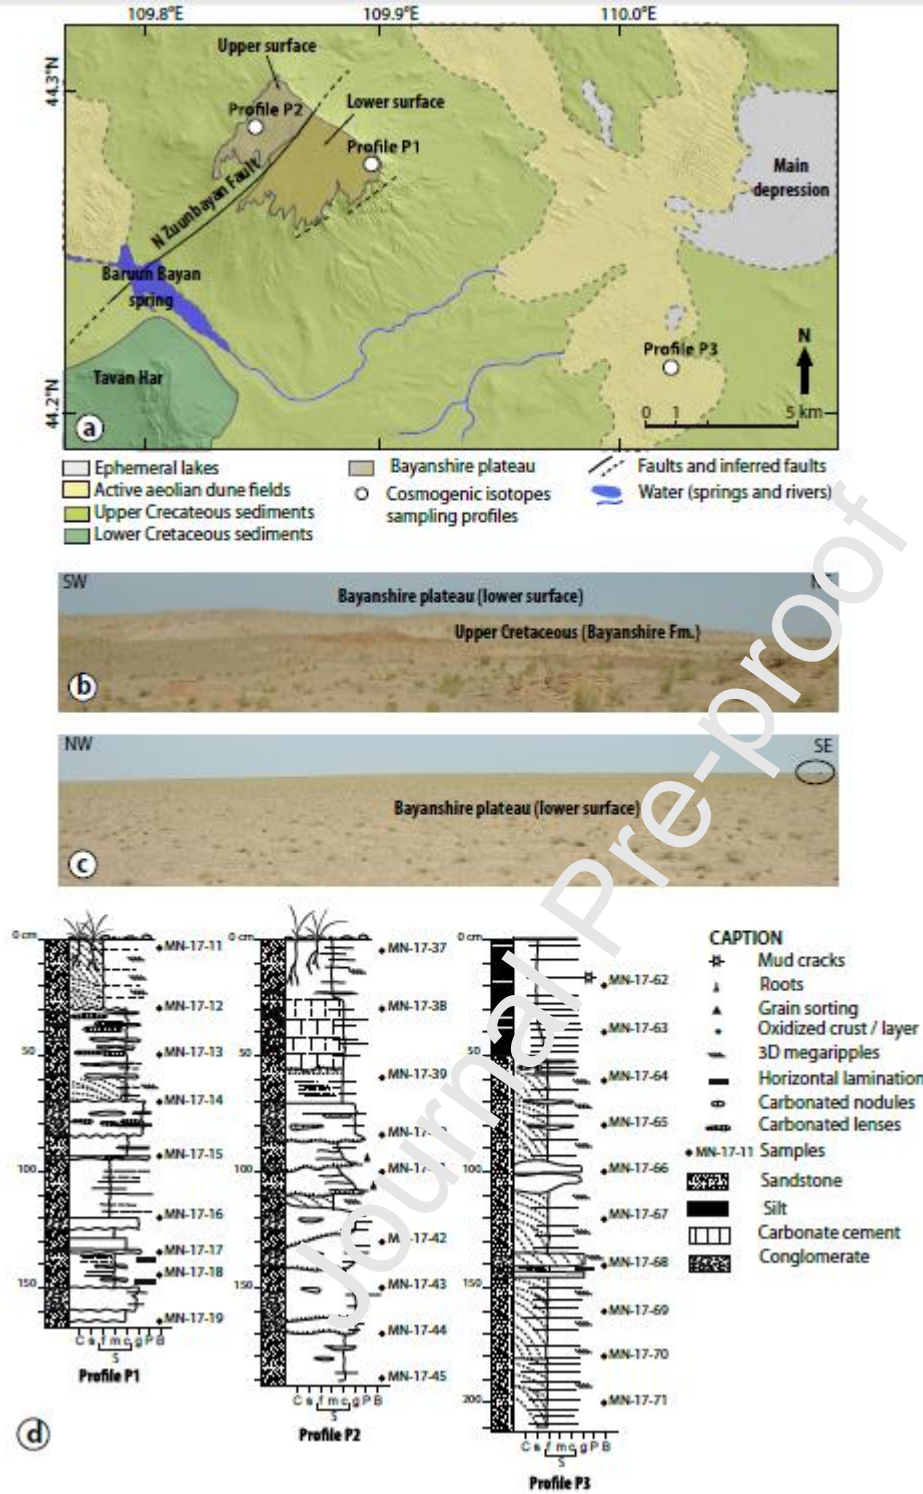 109.8°E
109.9°E
110.0°E
44.3°N
44.2°N
Upper surface
Profile P2
Lower surface
Profile P1
N Zuunbayan Fault
Main
depression
Baruun Bayan
spring
Tavan Har
Profile P3
N
0 1 5 km
a
Ephemeral lakes
Active aeolian dune fields
Upper Crecateous sediments
Lower Cretaceous sediments
Bayanshire plateau
Cosmogenic isotopes
sampling profiles
Faults and inferred faults
Water (springs and rivers)
SW
Bayanshire plateau (lower surface)
Upper Cretaceous (Bayanshire Fm.)
b
NW
SE
Bayanshire plateau (lower surface)
c
Journal Pre-proof
0 cm
50
100
150
MN-17-11
MN-17-12
MN-17-13
MN-17-14
MN-17-15
MN-17-16
MN-17-17
MN-17-18
MN-17-19
C s f m c g P B
S
Profile P1
0 cm
50
100
150
MN-17-37
MN-17-38
MN-17-39
MN-17-42
MN-17-43
MN-17-44
MN-17-45
C s f m c g P B
S
Profile P2
0 cm
50
100
150
200
MN-17-62
MN-17-63
MN-17-64
MN-17-65
MN-17-66
MN-17-67
MN-17-68
MN-17-69
MN-17-70
MN-17-71
C s f m c g P B
S
Profile P3
CAPTION
Mud cracks
Roots
Grain sorting
Oxidized crust / layer
3D megaripples
Horizontal lamination
Carbonated nodules
Carbonated lenses
MN-17-11 Samples
Sandstone
Silt
Carbonate cement
Conglomerate
d